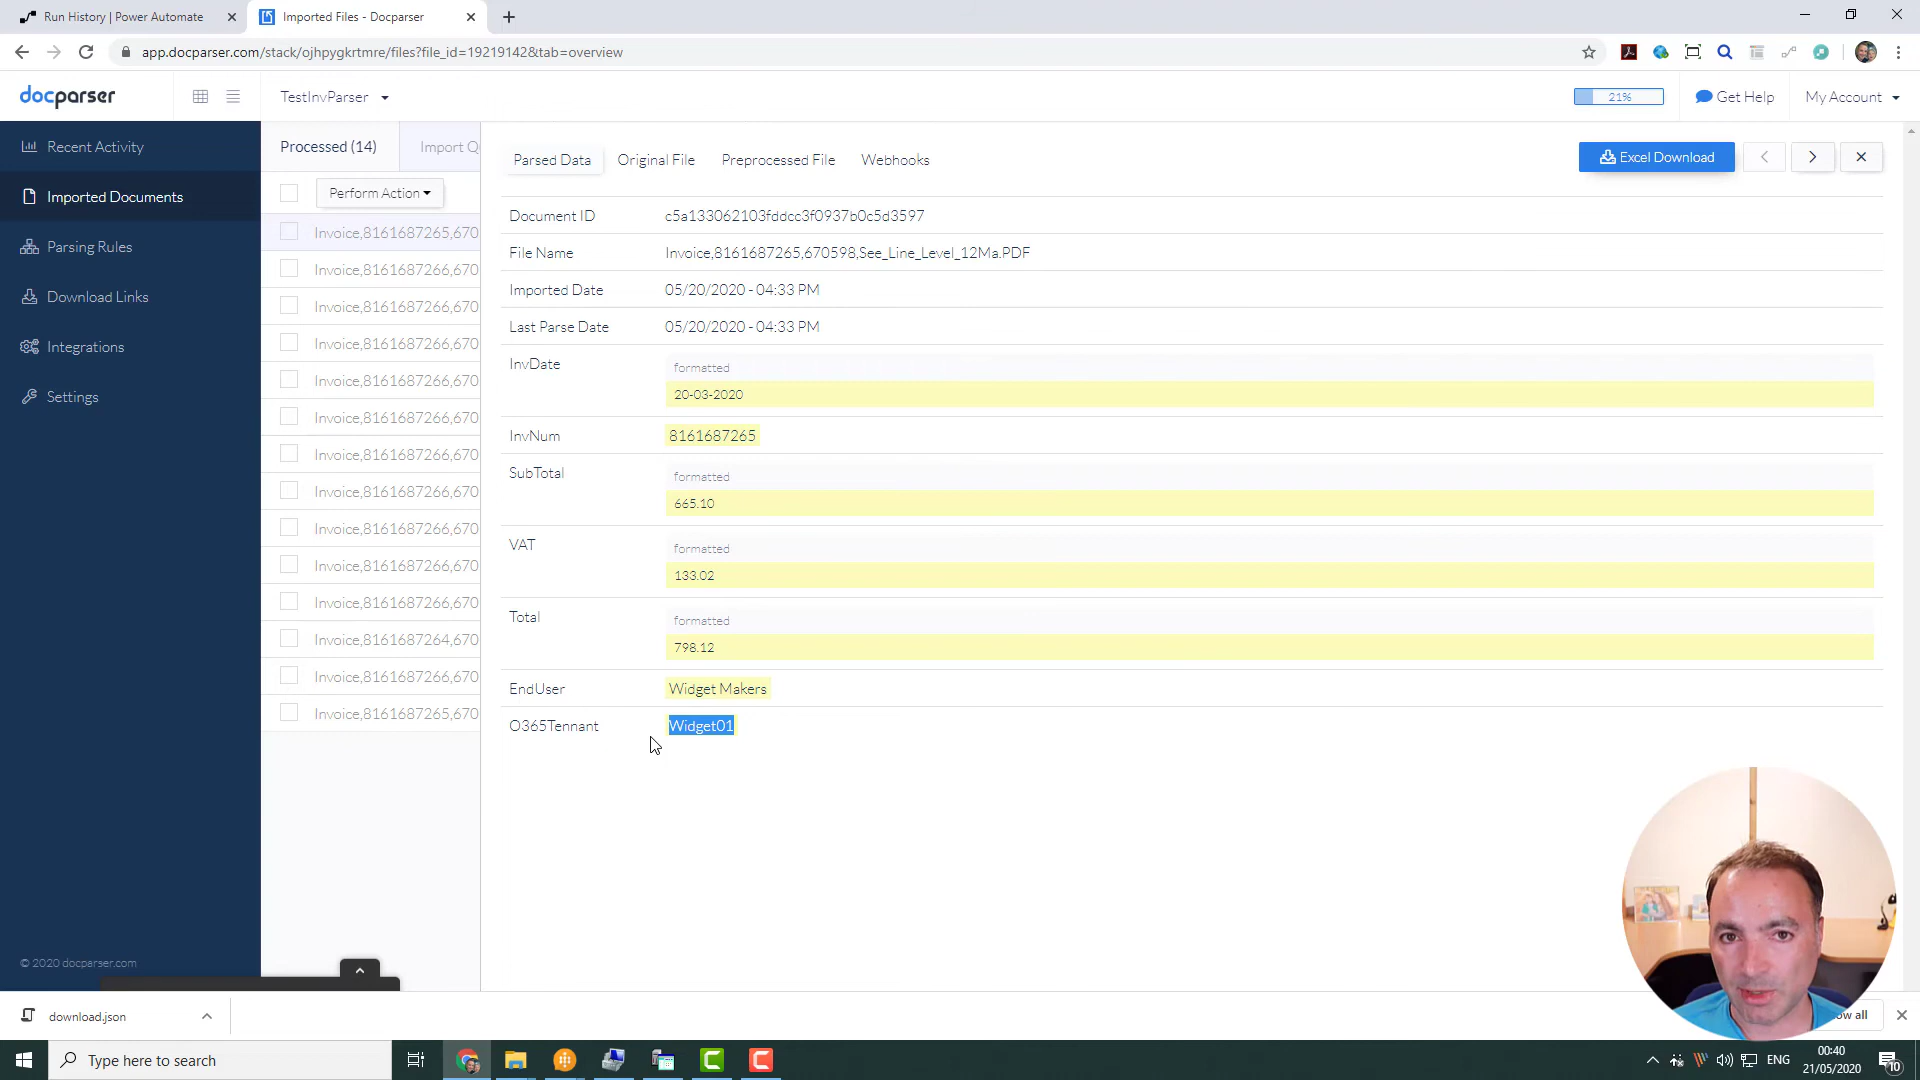 Run History | Power Automate
Imported Files - Docparser
app.docparser.com/stack/ojhpygkrtmre/files?file_id=19219142&tab=overview
docparser
TestInvParser
21%
Get Help
My Account
Recent Activity
Imported Documents
Parsing Rules
Download Links
Integrations
Settings
© 2020 docparser.com
Processed (14)
Import Q
Perform Action
Invoice,8161687265,670
Invoice,8161687266,670
Invoice,8161687266,670
Invoice,8161687266,670
Invoice,8161687266,670
Invoice,8161687266,670
Invoice,8161687266,670
Invoice,8161687266,670
Invoice,8161687266,670
Invoice,8161687266,670
Invoice,8161687266,670
Invoice,8161687264,670
Invoice,8161687266,670
Invoice,8161687265,670
Parsed Data
Original File
Preprocessed File
Webhooks
Excel Download
Document ID c5a133062103fddcc3f0937b0c5d3597
File Name Invoice,8161687265,670598,See_Line_Level_12Ma.PDF
Imported Date 05/20/2020 - 04:33 PM
Last Parse Date 05/20/2020 - 04:33 PM
InvDate formatted
20-03-2020
InvNum 8161687265
SubTotal formatted
665.10
VAT formatted
133.02
Total formatted
798.12
EndUser Widget Makers
O365Tennant Widget01
download.json
ow all
Type here to search
ENG
00:40
21/05/2020
10